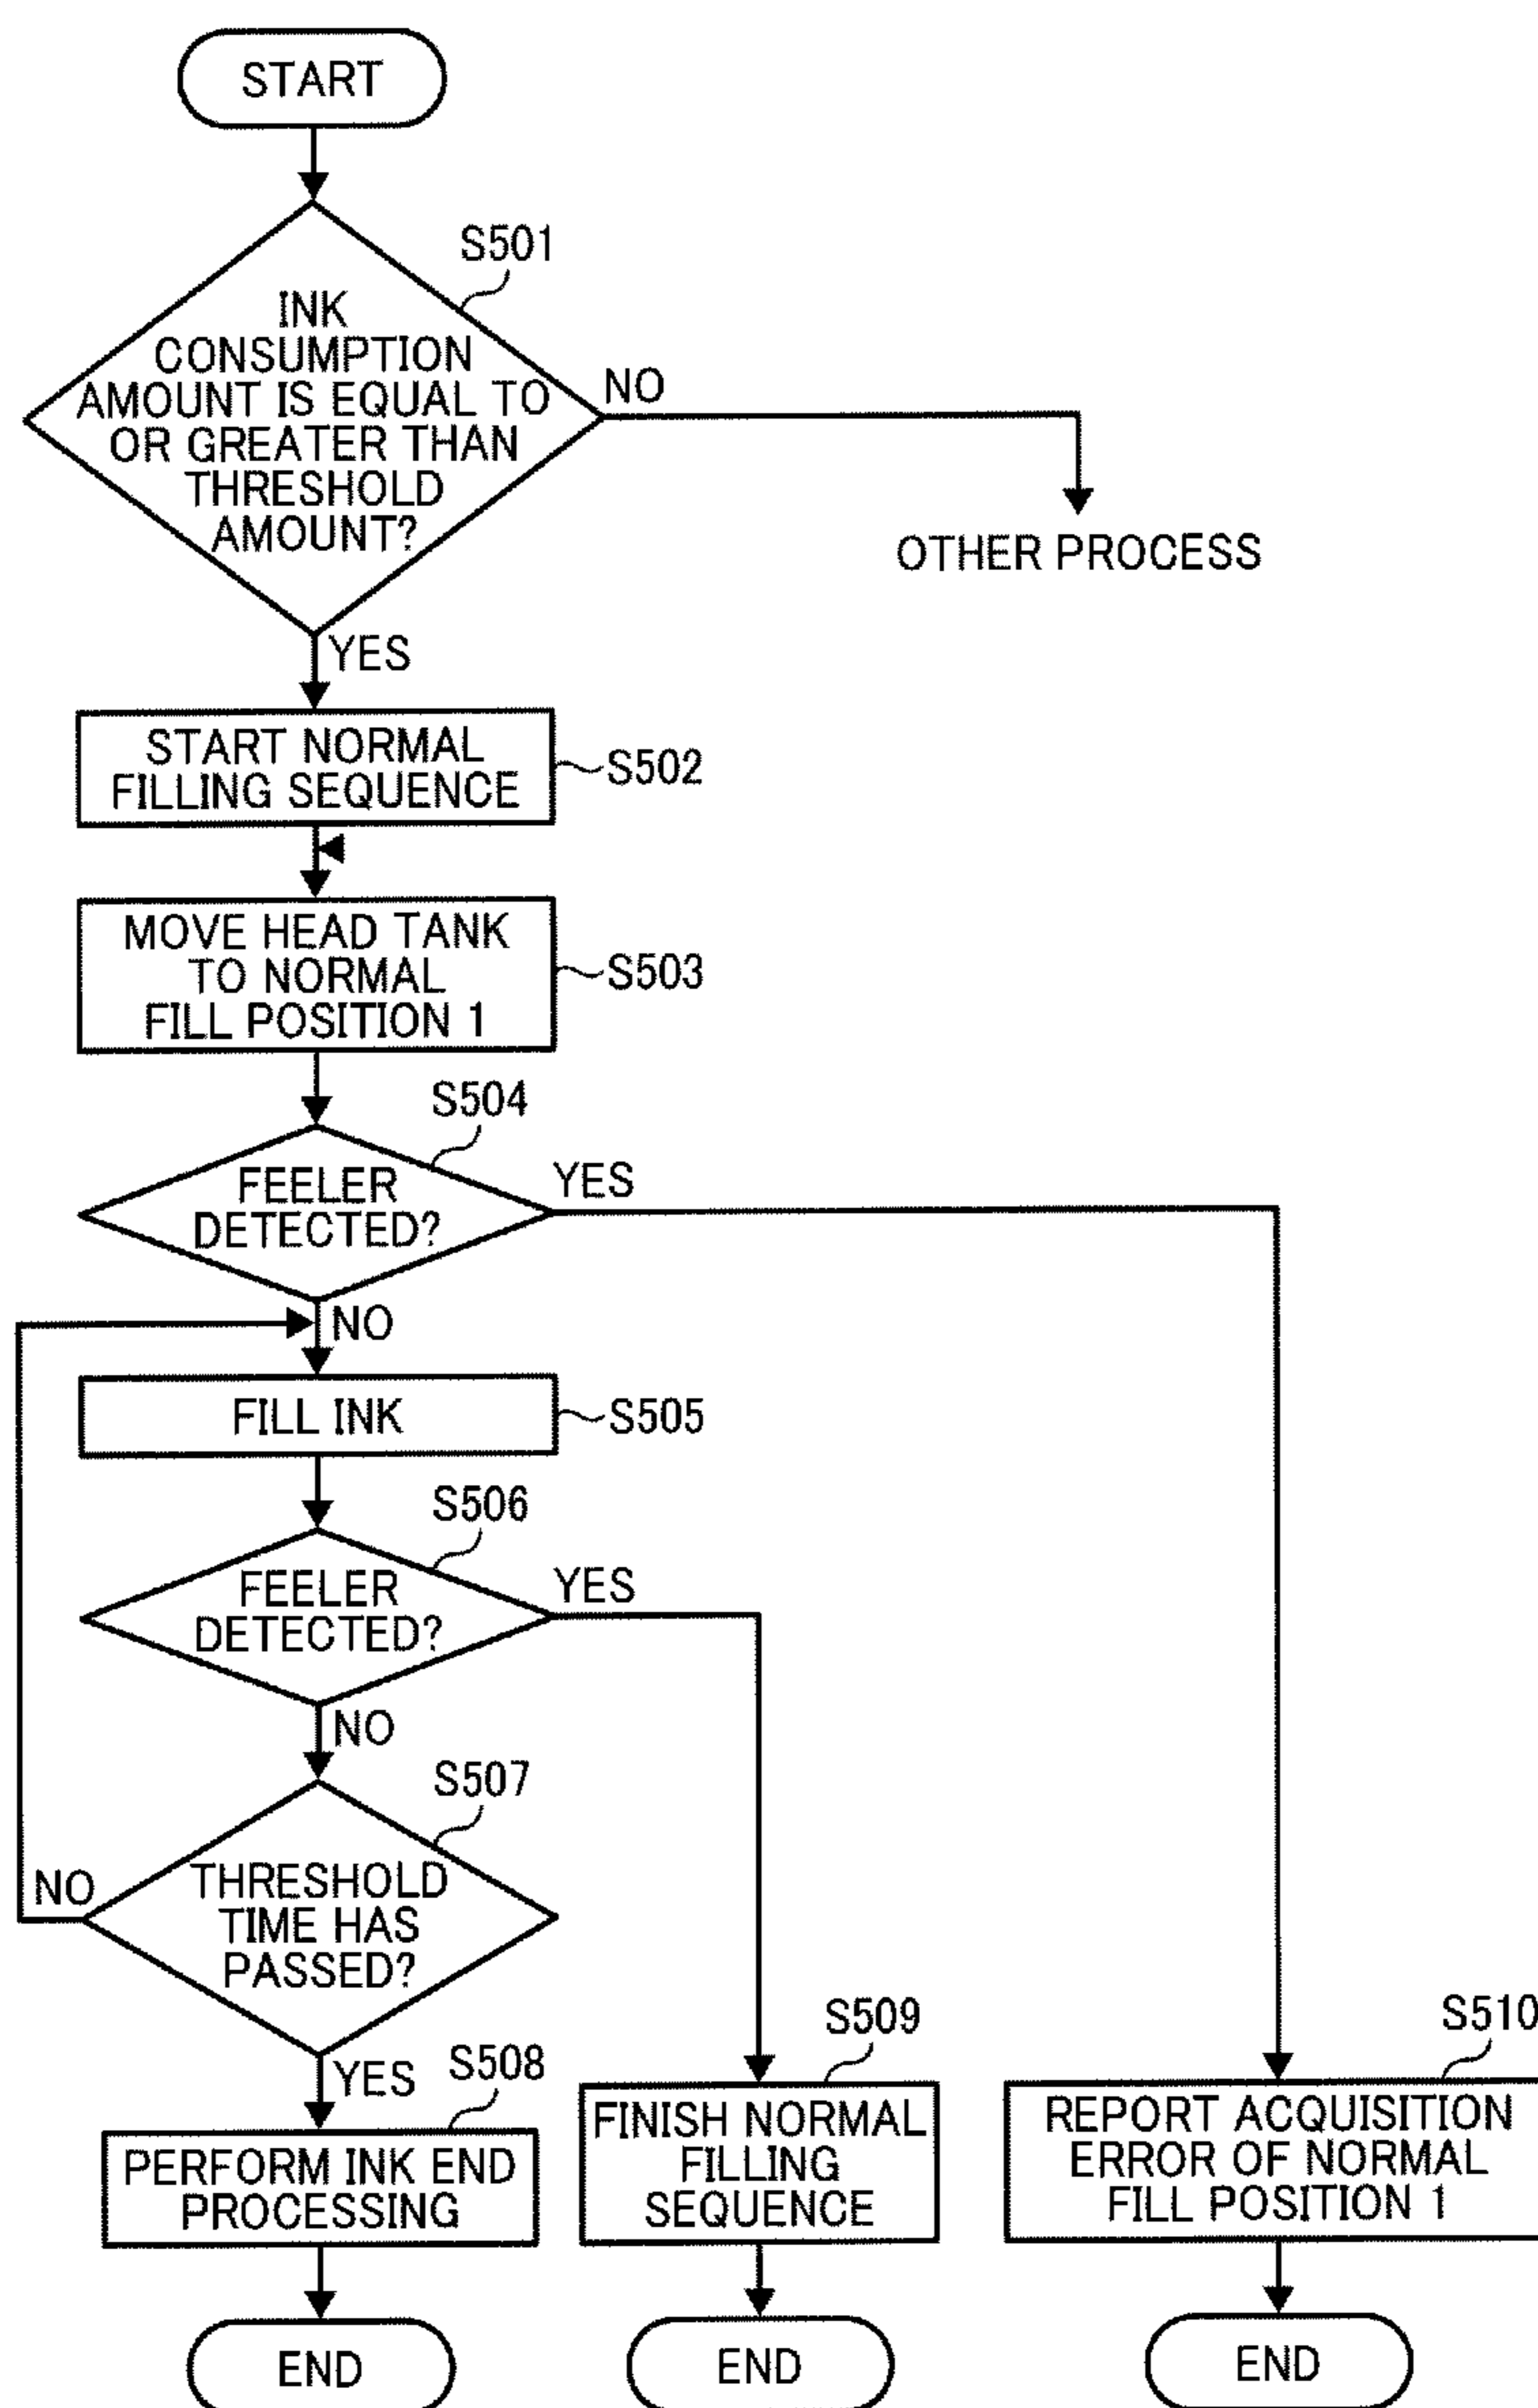 START
S501
INK
CONSUMPTION
AMOUNT IS EQUAL TO
OR GREATER THAN
THRESHOLD
AMOUNT?
NO
OTHER PROCESS
YES
START NORMAL
FILLING SEQUENCE
S502
MOVE HEAD TANK
TO NORMAL
FILL POSITION 1
S503
S504
FEELER
DETECTED?
YES
NO
FILL INK
S505
S506
FEELER
DETECTED?
YES
NO
S507
THRESHOLD
TIME HAS
PASSED?
NO
YES
S508
PERFORM INK END
PROCESSING
END
S509
FINISH NORMAL
FILLING
SEQUENCE
END
S510
REPORT ACQUISITION
ERROR OF NORMAL
FILL POSITION 1
END